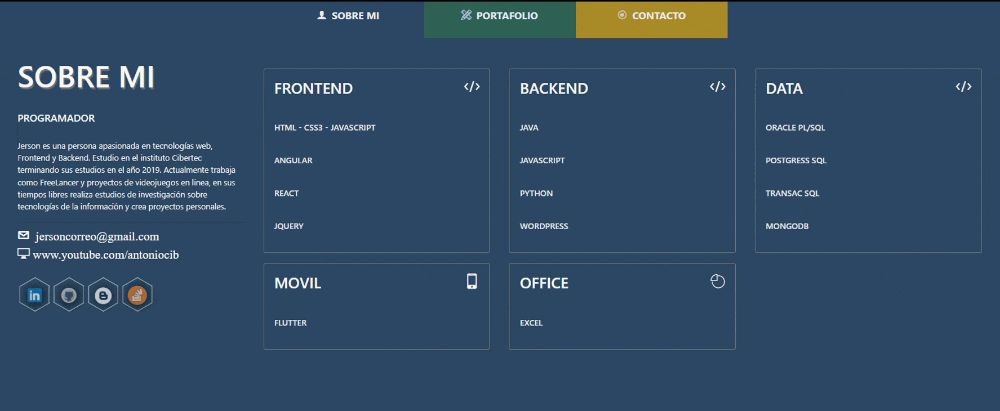 SOBRE MI
PORTAFOLIO
CONTACTO
SOBRE MI
PROGRAMADOR
Jerson es una persona apasionada en tecnologías web,
Frontend y Backend. Estudio en el instituto Cibertec
terminando sus estudios en el año 2019. Actualmente trabaja
como FreeLancer y proyectos de videojuegos en linea, en sus
tiempos libres realiza estudios de investigación sobre
tecnologías de la información y crea proyectos personales.
jersoncorreo@gmail.com
www.youtube.com/antoniocib
in
FRONTEND </>
HTML - CSS3 - JAVASCRIPT
ANGULAR
REACT
JQUERY
BACKEND </>
JAVA
JAVASCRIPT
PYTHON
WORDPRESS
DATA </>
ORACLE PL/SQL
POSTGRESS SQL
TRANSAC SQL
MONGODB
MOVIL
FLUTTER
OFFICE
EXCEL